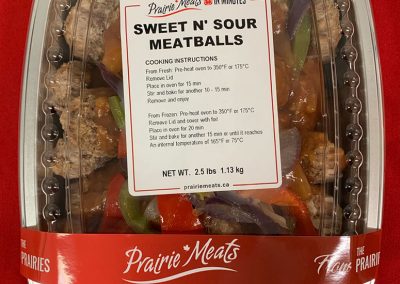 Prairie Meats IN MINUTES
SWEET N' SOUR
MEATBALLS
COOKING INSTRUCTIONS
From Fresh: Pre-heat oven to 350°F or 175°C
Remove Lid
Place in oven for 15 min
Stir and bake for another 10 - 15 min
Remove and enjoy
From Frozen: Pre-heat oven to 350°F or 175°C
Remove Lid and cover with foil
Place in oven for 20 min
Stir and bake for another 15 min or until it reaches
An internal temperature of 165°F or 75°C
NET WT. 2.5 lbs 1.13 kg
prairiemeats.ca
THE
PRAIRIES
Prairie Meats
From
THE
PRAIRIE